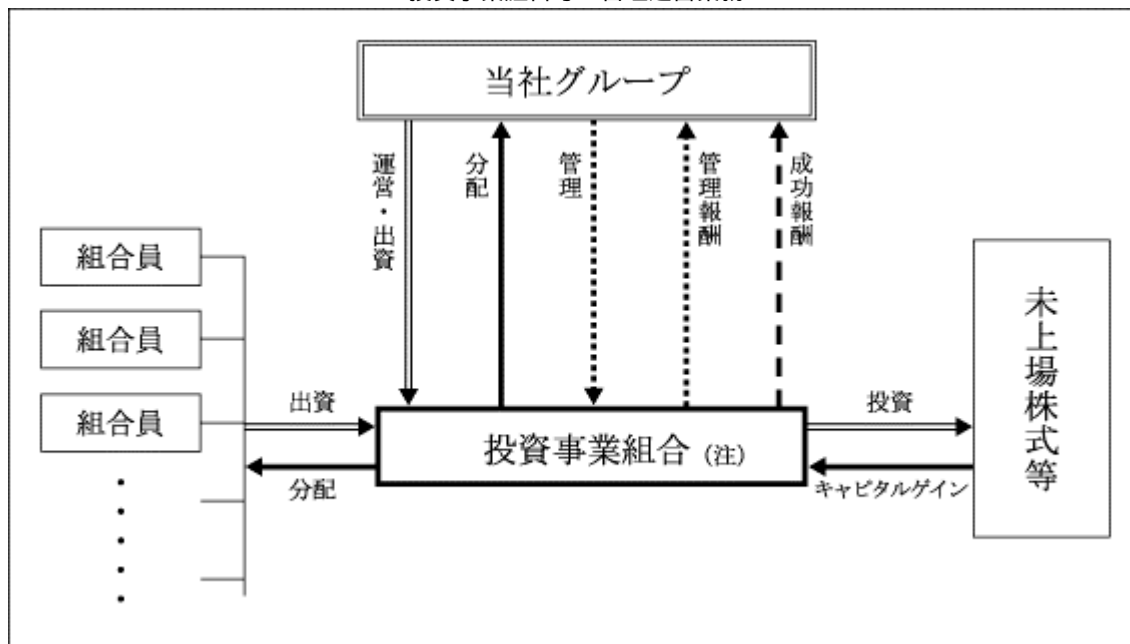 当社グループ
運営・出資
分配
管理
管理報酬
成功報酬
組合員
組合員
組合員
出資
分配
投資事業組合（注）
投資
キャピタルゲイン
未上場株式等